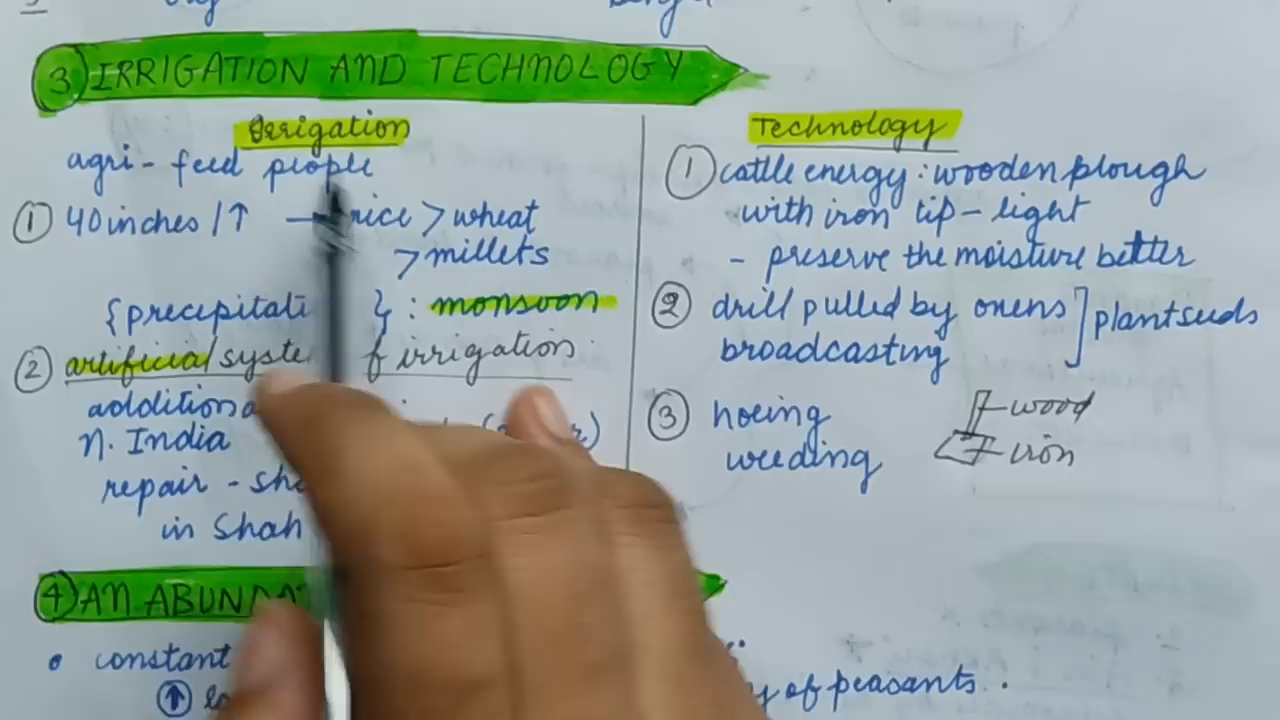 3 IRRIGATION AND TECHNOLOGY
Irrigation
agri - feed people
1 40 inches / ↑ → rice > wheat
> millets
{precipitati } : monsoon
2 artificial syste f irrigation
addition
N. India
repair - sh
in Shah
Technology
1 cattle energy : wooden plough
with iron tip - light
- preserve the moisture better
2 drill pulled by oxens ] plant seeds
broadcasting
3 hoeing
weeding
wood
iron
4 AN ABUNDA
• constant
↑
y of peasants.